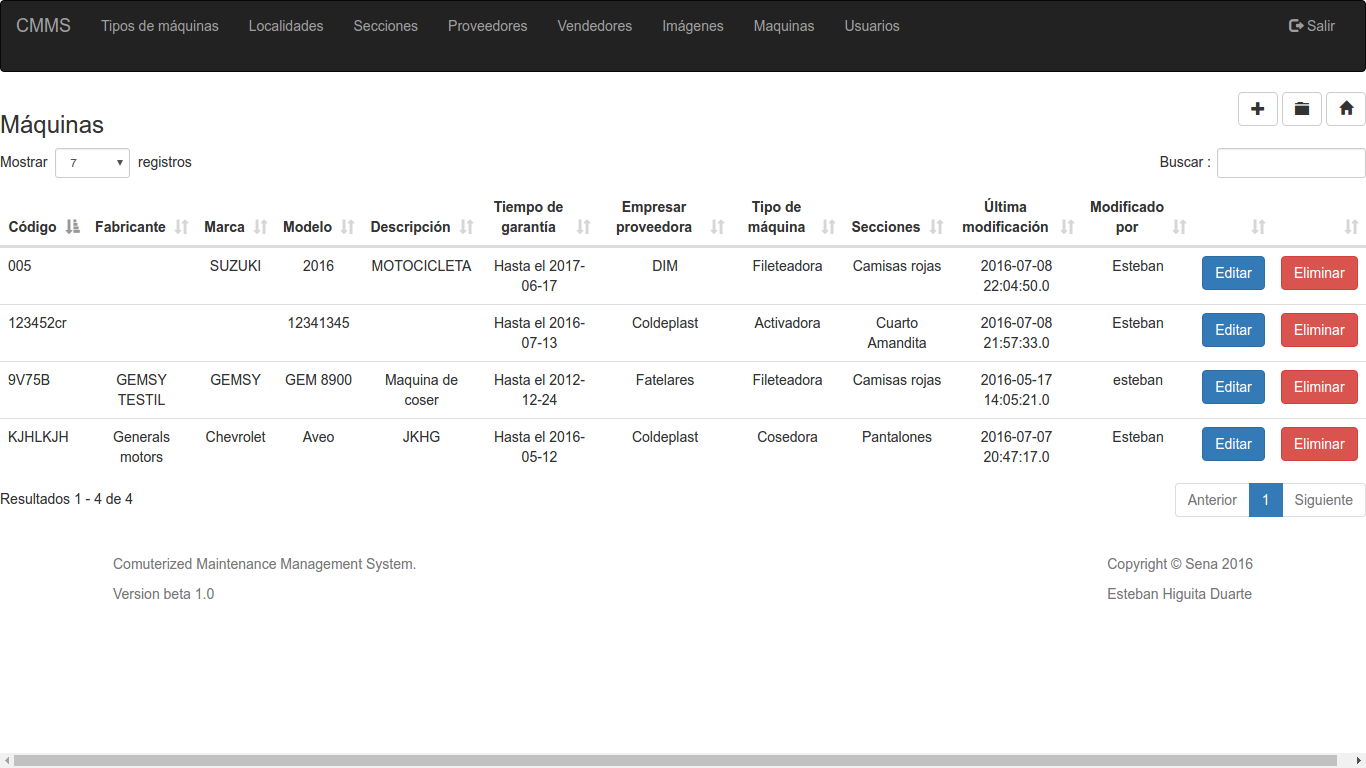 CMMS Tipos de máquinas Localidades Secciones Proveedores Vendedores Imágenes Maquinas Usuarios Salir
Máquinas
Mostrar 7 registros Buscar :
Código Fabricante Marca Modelo Descripción Tiempo de garantía Empresar proveedora Tipo de máquina Secciones Última modificación Modificado por
005 SUZUKI 2016 MOTOCICLETA Hasta el 2017-06-17 DIM Fileteadora Camisas rojas 2016-07-08 22:04:50.0 Esteban Editar Eliminar
123452cr 12341345 Hasta el 2016-07-13 Coldeplast Activadora Cuarto Amandita 2016-07-08 21:57:33.0 Esteban Editar Eliminar
9V75B GEMSY TESTIL GEMSY GEM 8900 Maquina de coser Hasta el 2012-12-24 Fatelares Fileteadora Camisas rojas 2016-05-17 14:05:21.0 esteban Editar Eliminar
KJHLKJH Generals motors Chevrolet Aveo JKHG Hasta el 2016-05-12 Coldeplast Cosedora Pantalones 2016-07-07 20:47:17.0 Esteban Editar Eliminar
Resultados 1 - 4 de 4 Anterior 1 Siguiente
Comuterized Maintenance Management System. Copyright © Sena 2016
Version beta 1.0 Esteban Higuita Duarte